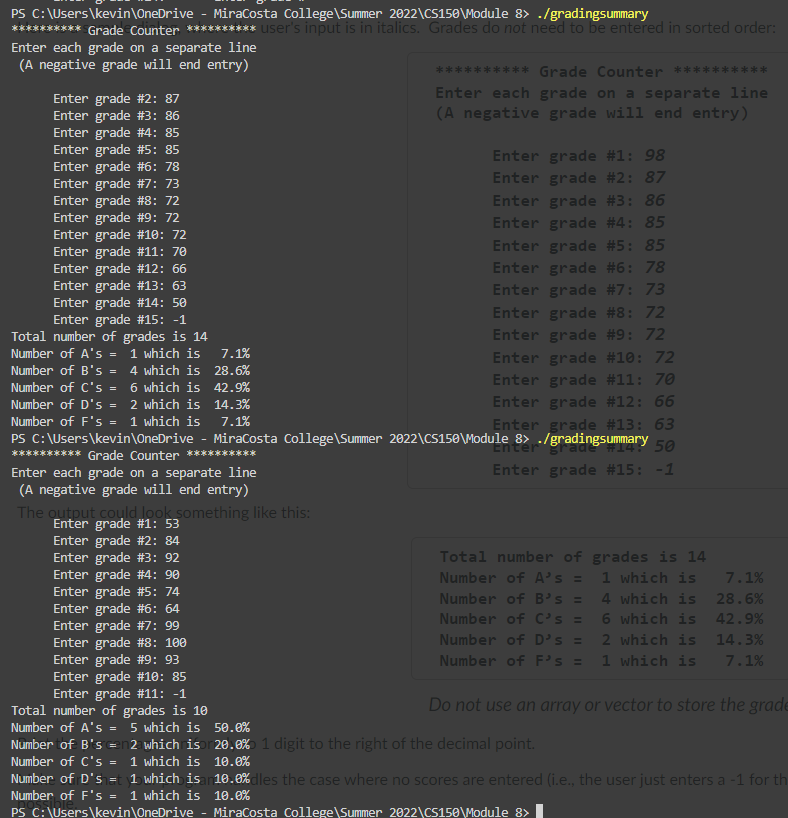 PS C:\Users\kevin\OneDrive - MiraCosta College\Summer 2022\CS150\Module 8> ./gradingsummary
********** Grade Counter **********
Enter each grade on a separate line
(A negative grade will end entry)
Enter grade #2: 87
Enter grade #3: 86
Enter grade #4: 85
Enter grade #5: 85
Enter grade #6: 78
Enter grade #7: 73
Enter grade #8: 72
Enter grade #9: 72
Enter grade #10: 72
Enter grade #11: 70
Enter grade #12: 66
Enter grade #13: 63
Enter grade #14: 50
Enter grade #15: -1
Total number of grades is 14
Number of A's =  1 which is   7.1%
Number of B's =  4 which is  28.6%
Number of C's =  6 which is  42.9%
Number of D's =  2 which is  14.3%
Number of F's =  1 which is   7.1%
PS C:\Users\kevin\OneDrive - MiraCosta College\Summer 2022\CS150\Module 8> ./gradingsummary
********** Grade Counter **********
Enter each grade on a separate line
(A negative grade will end entry)
Enter grade #1: 53
Enter grade #2: 84
Enter grade #3: 92
Enter grade #4: 90
Enter grade #5: 74
Enter grade #6: 64
Enter grade #7: 99
Enter grade #8: 100
Enter grade #9: 93
Enter grade #10: 85
Enter grade #11: -1
Total number of grades is 10
Number of A's =  5 which is  50.0%
Number of B's =  2 which is  20.0%
Number of C's =  1 which is  10.0%
Number of D's =  1 which is  10.0%
Number of F's =  1 which is  10.0%
PS C:\Users\kevin\OneDrive - MiraCosta College\Summer 2022\CS150\Module 8>
user's input is in italics. Grades do not need to be entered in sorted order:
********** Grade Counter **********
Enter each grade on a separate line
(A negative grade will end entry)
Enter grade #1: 98
Enter grade #2: 87
Enter grade #3: 86
Enter grade #4: 85
Enter grade #5: 85
Enter grade #6: 78
Enter grade #7: 73
Enter grade #8: 72
Enter grade #9: 72
Enter grade #10: 72
Enter grade #11: 70
Enter grade #12: 66
Enter grade #13: 63
Enter grade #14: 50
Enter grade #15: -1
The output could look something like this:
Total number of grades is 14
Number of A's =  1 which is   7.1%
Number of B's =  4 which is  28.6%
Number of C's =  6 which is  42.9%
Number of D's =  2 which is  14.3%
Number of F's =  1 which is   7.1%
Do not use an array or vector to store the grade
1 digit to the right of the decimal point.
the case where no scores are entered (i.e., the user just enters a -1 for th
possible.